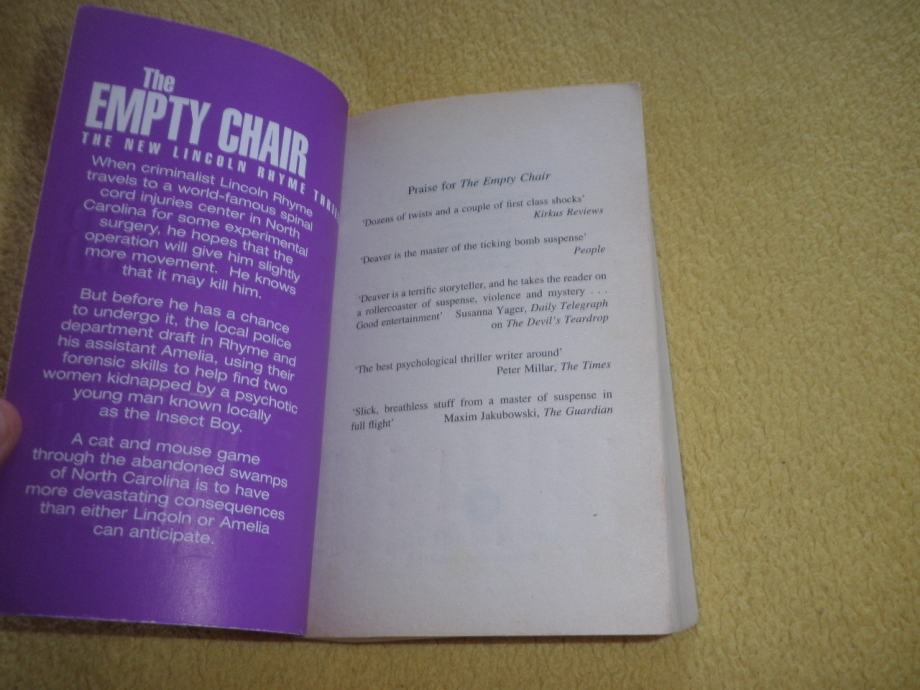 The
EMPTY CHAIR
THE NEW LINCOLN RHYME
When criminalist Lincoln Rhyme
travels to a world-famous spinal
cord injuries center in North
Carolina for some experimental
surgery, he hopes that the
operation will give him slightly
more movement. He knows
that it may kill him.
But before he has a chance
to undergo it, the local police
department draft in Rhyme and
his assistant Amelia, using their
forensic skills to help find two
women kidnapped by a psychotic
young man known locally
as the Insect Boy.
A cat and mouse game
through the abandoned swamps
of North Carolina is to have
more devastating consequences
than either Lincoln or Amelia
can anticipate.
Praise for The Empty Chair
‘Dozens of twists and a couple of first class shocks’
Kirkus Reviews
‘Deaver is the master of the ticking bomb suspense’
People
‘Deaver is a terrific storyteller, and he takes the reader on
a rollercoaster of suspense, violence and mystery . . .
Good entertainment’ Susanna Yager, Daily Telegraph
on The Devil's Teardrop
‘The best psychological thriller writer around’
Peter Millar, The Times
‘Slick, breathless stuff from a master of suspense in
full flight’ Maxim Jakubowski, The Guardian